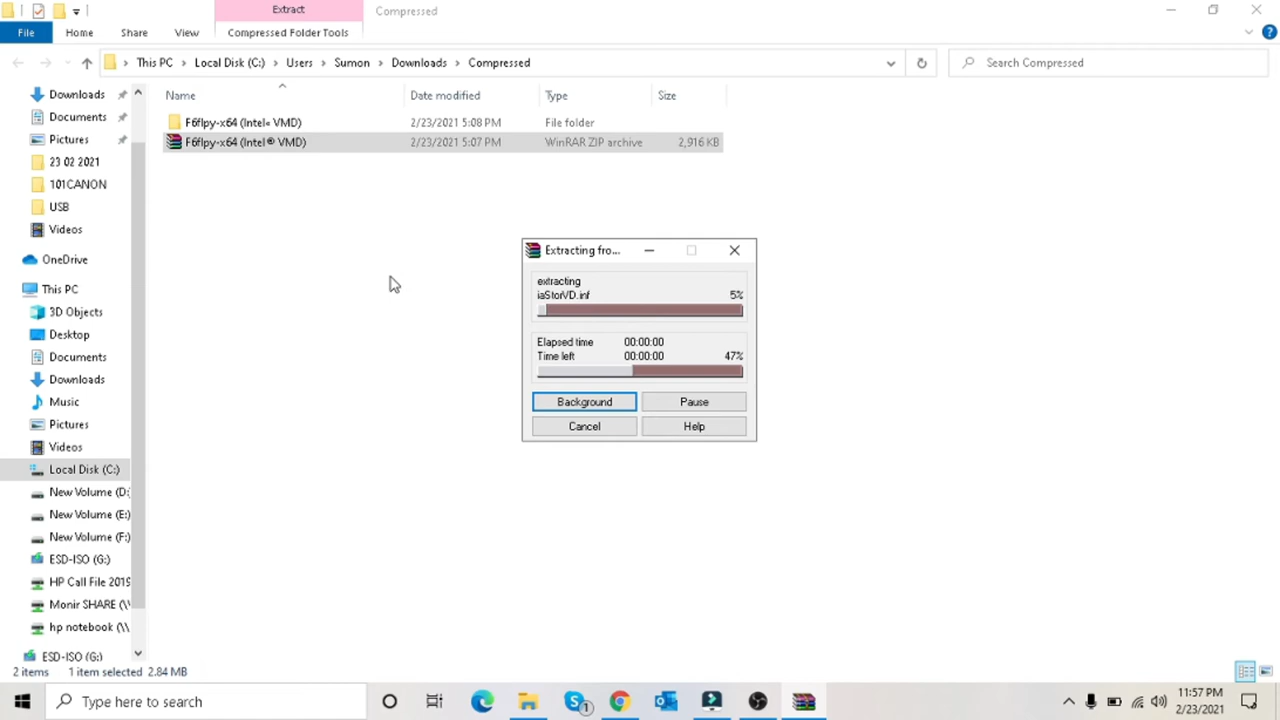 Extract
Compressed
File
Home
Share
View
Compressed Folder Tools
This PC
Local Disk (C:)
Users
Sumon
Downloads
Compressed
Search Compressed
Name
Date modified
Type
Size
F6flpy-x64 (Intel« VMD)
2/23/2021 5:08 PM
File folder
F6flpy-x64 (Intel® VMD)
2/23/2021 5:07 PM
WinRAR ZIP archive
2,916 KB
Downloads
Documents
Pictures
23 02 2021
101CANON
USB
Videos
OneDrive
This PC
3D Objects
Desktop
Documents
Downloads
Music
Pictures
Videos
Local Disk (C:)
New Volume (D:
New Volume (E:)
New Volume (F:)
ESD-ISO (G:)
HP Call File 2019
Monir SHARE (\\
hp notebook (\\
ESD-ISO (G:)
Extracting fro...
extracting
iaStorVD.inf
5%
Elapsed time
00:00:00
Time left
00:00:00
47%
Background
Pause
Cancel
Help
2 items
1 item selected
2.84 MB
Type here to search
1
11:57 PM
2/23/2021